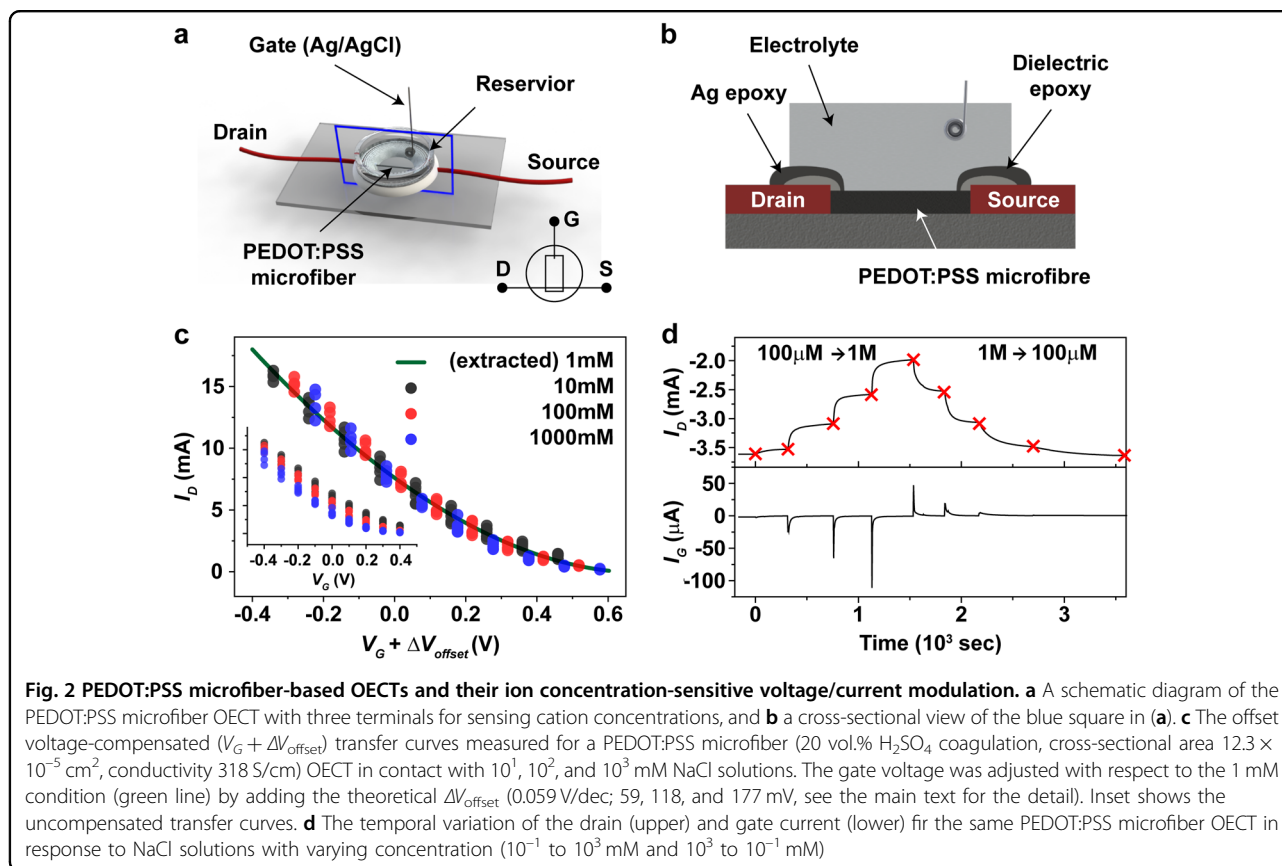 a
Gate (Ag/AgCl)
Reservior
Drain
Source
PEDOT:PSS
microfiber
G
D
S
b
Electrolyte
Dielectric
epoxy
Ag epoxy
Drain
Source
PEDOT:PSS microfibre
c
(extracted) 1mM
10mM
100mM
1000mM
15
10
5
0
I_D (mA)
-0.4 -0.2 0.0 0.2 0.4
V_G (V)
-0.4 -0.2 0.0 0.2 0.4 0.6
V_G + ΔV_offset (V)
d
100μM → 1M
1M → 100μM
-2.0
-2.5
-3.0
-3.5
I_D (mA)
50
0
-50
-100
I_G (μA)
0 1 2 3
Time (10³ sec)
Fig. 2 PEDOT:PSS microfiber-based OECTs and their ion concentration-sensitive voltage/current modulation. a A schematic diagram of the
PEDOT:PSS microfiber OECT with three terminals for sensing cation concentrations, and b a cross-sectional view of the blue square in (a). c The offset
voltage-compensated (V_G + ΔV_offset) transfer curves measured for a PEDOT:PSS microfiber (20 vol.% H₂SO₄ coagulation, cross-sectional area 12.3 ×
10⁻⁵ cm², conductivity 318 S/cm) OECT in contact with 10¹, 10², and 10³ mM NaCl solutions. The gate voltage was adjusted with respect to the 1 mM
condition (green line) by adding the theoretical ΔV_offset (0.059 V/dec; 59, 118, and 177 mV, see the main text for the detail). Inset shows the
uncompensated transfer curves. d The temporal variation of the drain (upper) and gate current (lower) fir the same PEDOT:PSS microfiber OECT in
response to NaCl solutions with varying concentration (10⁻¹ to 10³ mM and 10³ to 10⁻¹ mM)